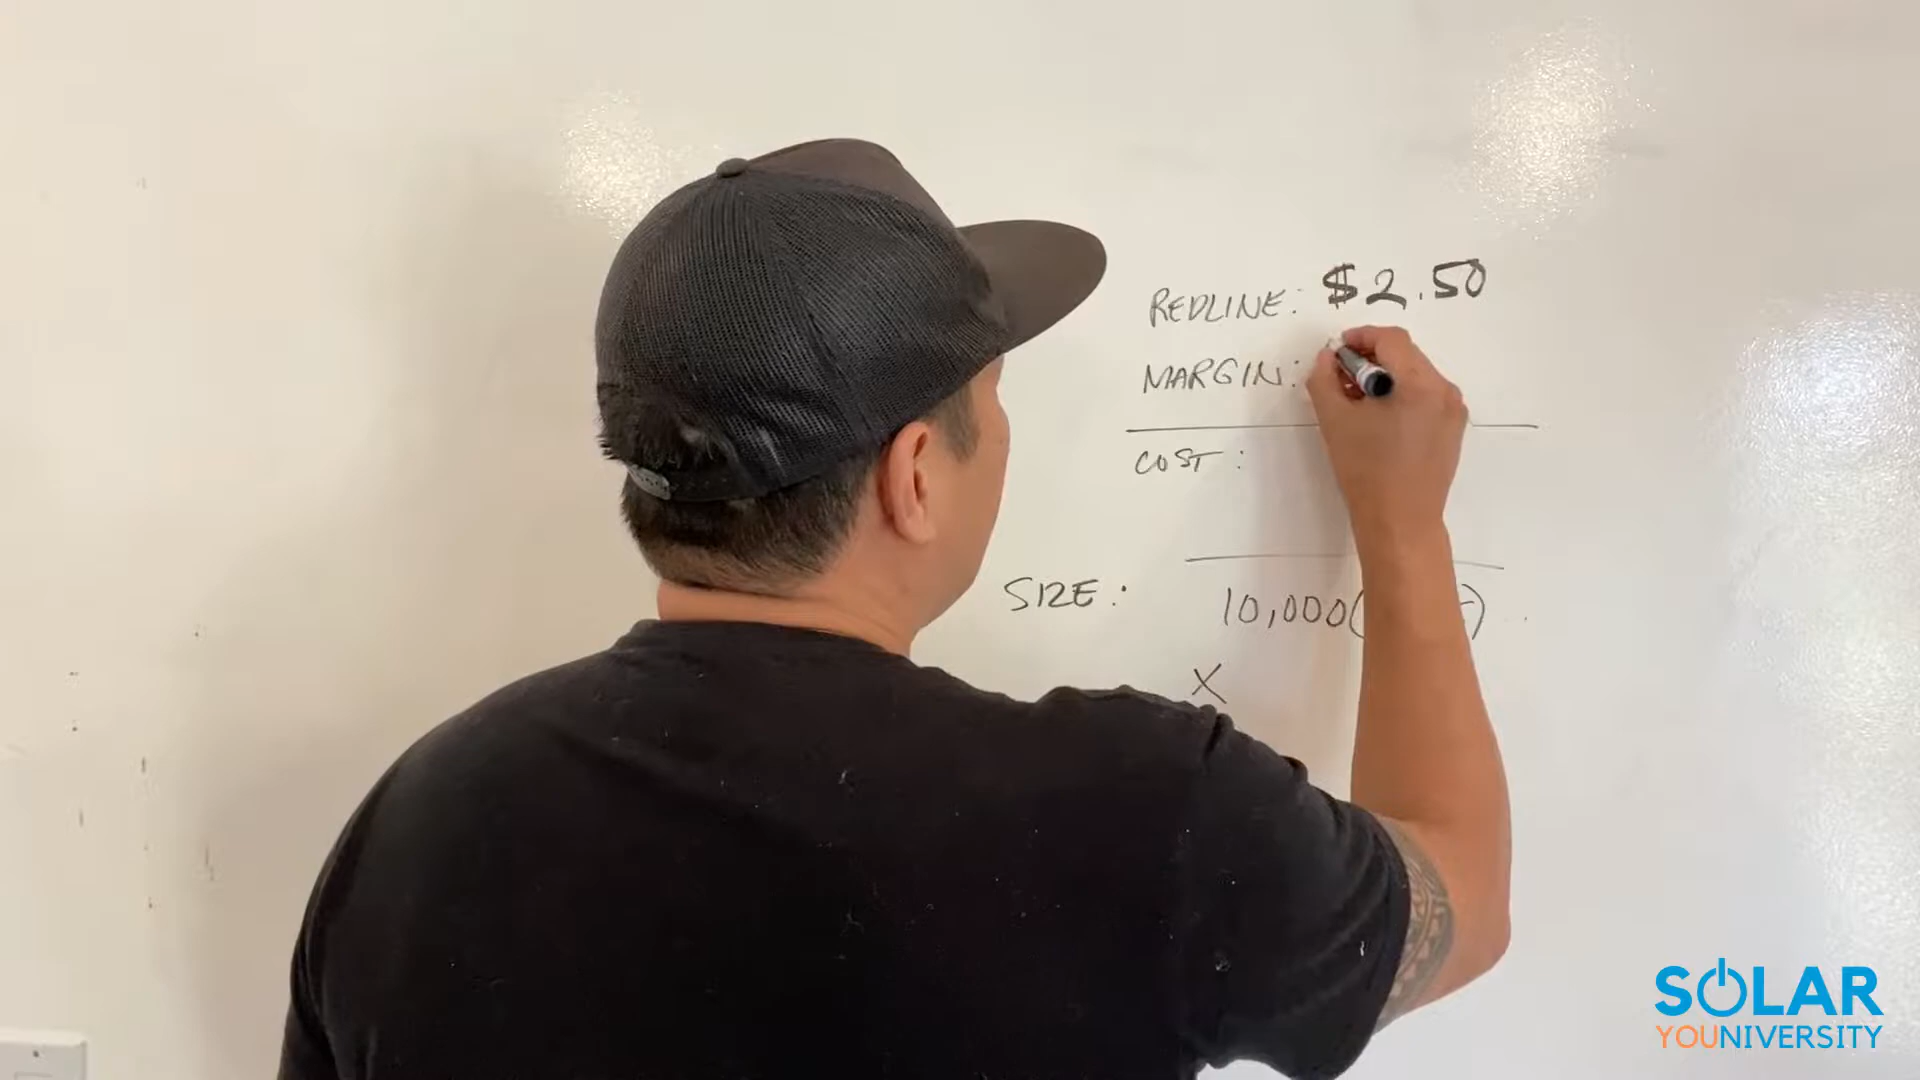 REDLINE: $2.50
MARGIN:
COST:
SIZE: 10,000(
X
SOLAR
YOUNIVERSITY